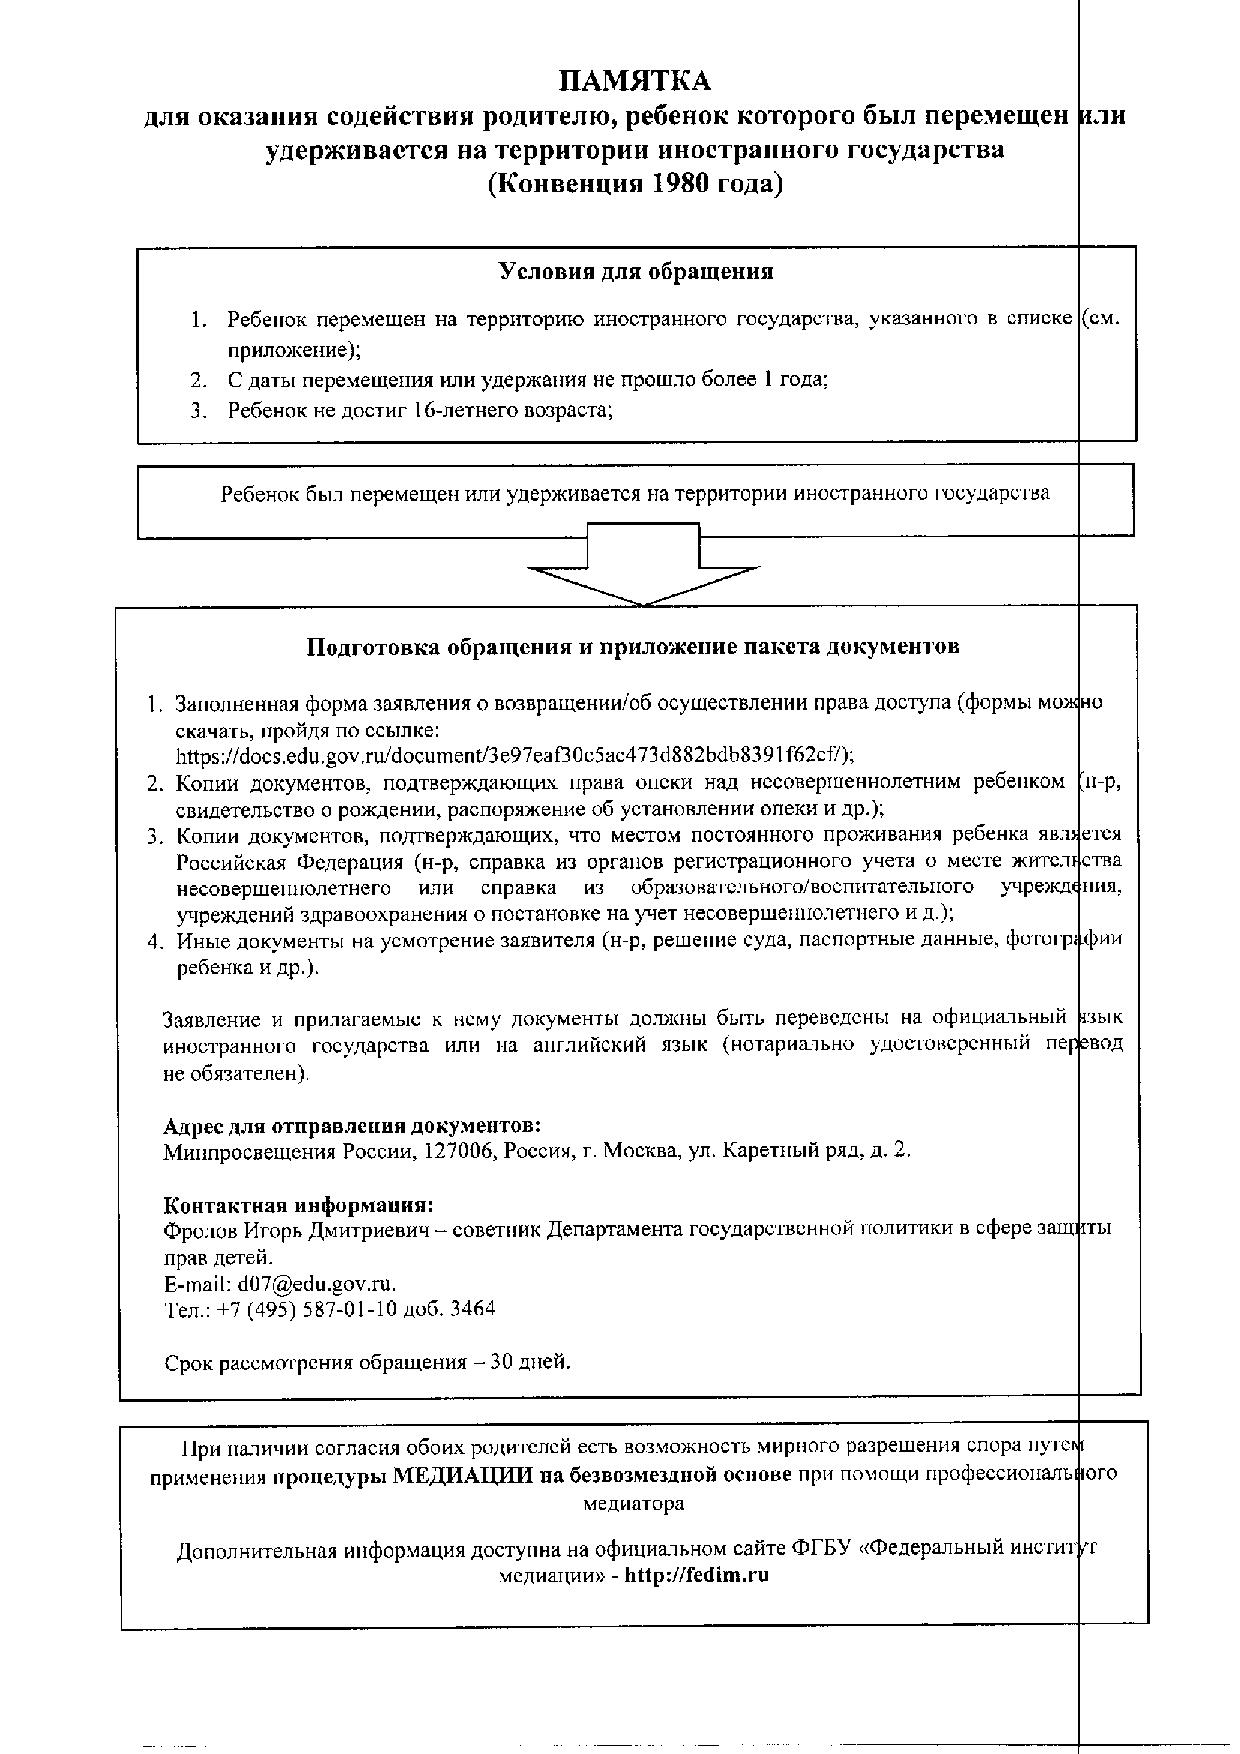 ПАМЯТКА
для оказания содействия родителю, ребенок которого был перемещен или
удерживается на территории иностранного государства
(Конвенция 1980 года)
Условия для обращения
1. Ребенок перемещен на территорию иностранного государства, указанного в списке (см.
приложение);
2. С даты перемещения или удержания не прошло более 1 года;
3. Ребенок не достиг 16-летнего возраста;
Ребенок был перемещен или удерживается на территории иностранного государства
Подготовка обращения и приложение пакета документов
1. Заполненная форма заявления о возвращении/об осуществлении права доступа (формы можно
скачать, пройдя по ссылке:
https://docs.edu.gov.ru/document/3e97eaf30c5ac473d882bdb8391f62cf/);
2. Копии документов, подтверждающих права опеки над несовершеннолетним ребенком (н-р,
свидетельство о рождении, распоряжение об установлении опеки и др.);
3. Копии документов, подтверждающих, что местом постоянного проживания ребенка является
Российская Федерация (н-р, справка из органов регистрационного учета о месте жительства
несовершеннолетнего или справка из образовательного/воспитательного учреждения,
учреждений здравоохранения о постановке на учет несовершеннолетнего и д.);
4. Иные документы на усмотрение заявителя (н-р, решение суда, паспортные данные, фотографии
ребенка и др.).
Заявление и прилагаемые к нему документы должны быть переведены на официальный язык
иностранного государства или на английский язык (нотариально удостоверенный перевод
не обязателен).
Адрес для отправления документов:
Минпросвещения России, 127006, Россия, г. Москва, ул. Каретный ряд, д. 2.
Контактная информация:
Фролов Игорь Дмитриевич – советник Департамента государственной политики в сфере защиты
прав детей.
E-mail: d07@edu.gov.ru.
Тел.: +7 (495) 587-01-10 доб. 3464
Срок рассмотрения обращения – 30 дней.
При наличии согласия обоих родителей есть возможность мирного разрешения спора путем
применения процедуры МЕДИАЦИИ на безвозмездной основе при помощи профессионального
медиатора
Дополнительная информация доступна на официальном сайте ФГБУ «Федеральный институт
медиации» - http://fedim.ru